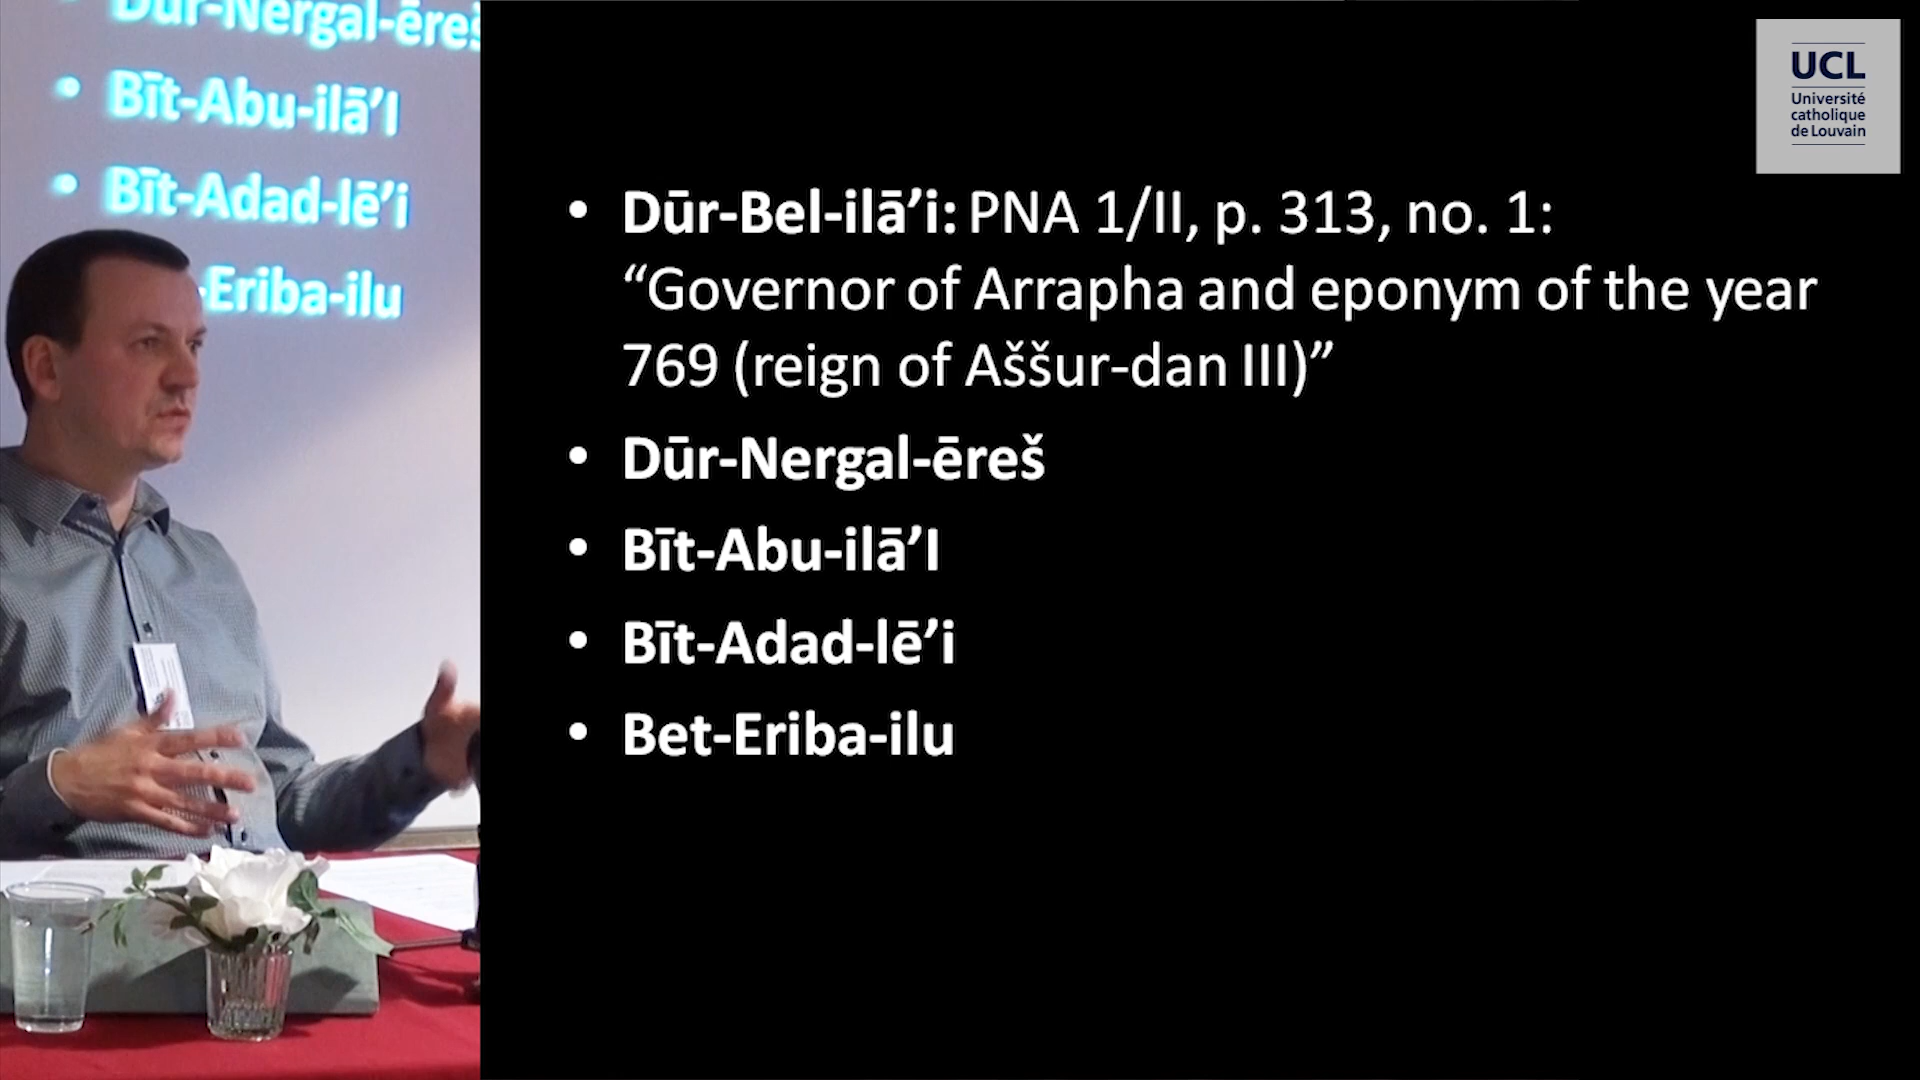 Dūr-Nergal-ēreš
• Bīt-Abu-ilā’I
• Bīt-Adad-lē’i
-Eriba-ilu
UCL
Université
catholique
de Louvain
• Dūr-Bel-ilā’i: PNA 1/II, p. 313, no. 1:
“Governor of Arrapha and eponym of the year
769 (reign of Aššur-dan III)”
• Dūr-Nergal-ēreš
• Bīt-Abu-ilā’I
• Bīt-Adad-lē’i
• Bet-Eriba-ilu